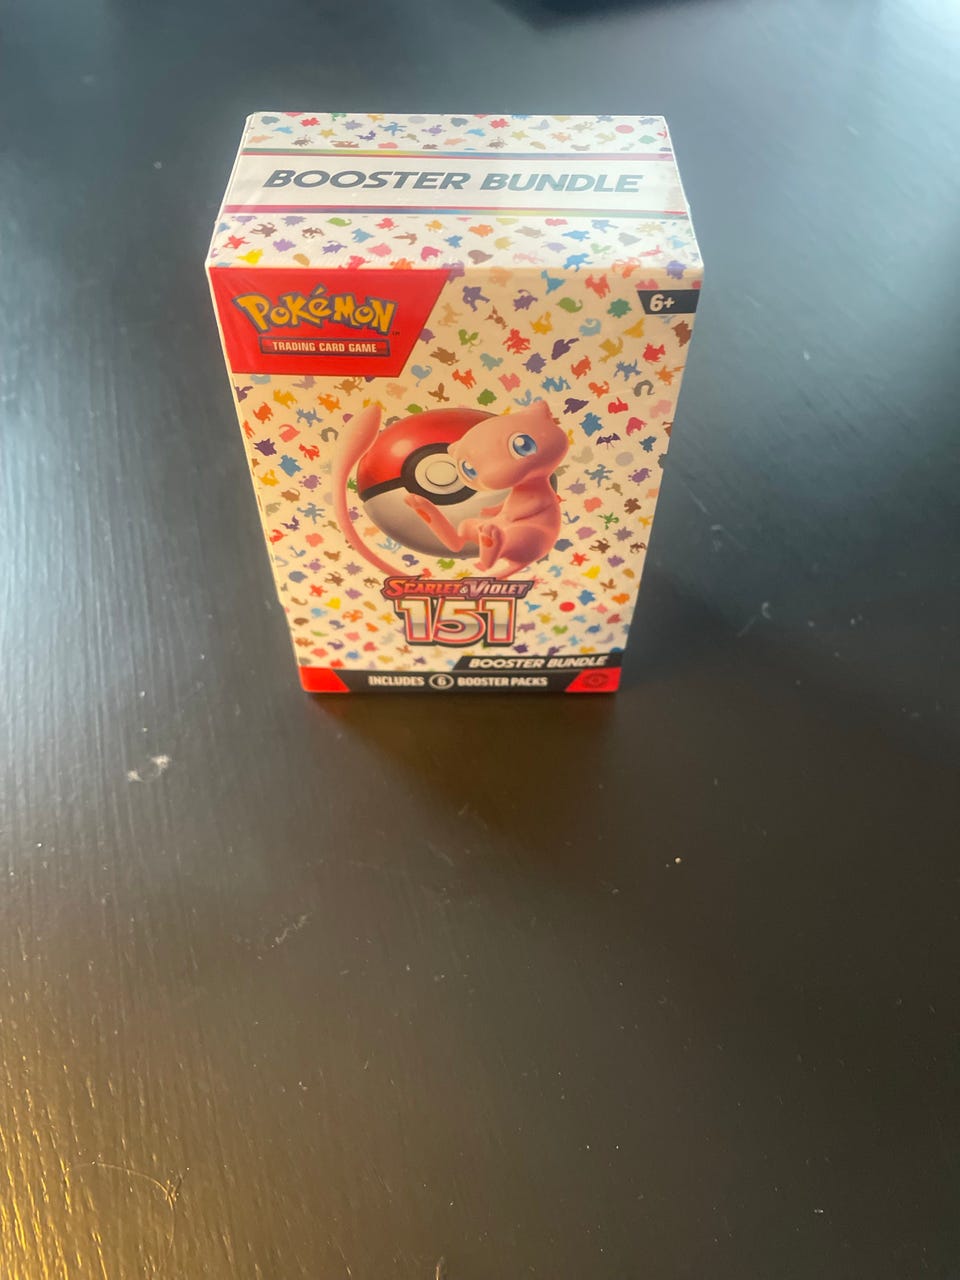 BOOSTER BUNDLE
POKéMON
TRADING CARD GAME
6+
SCARLET & VIOLET
151
BOOSTER BUNDLE
INCLUDES 6 BOOSTER PACKS